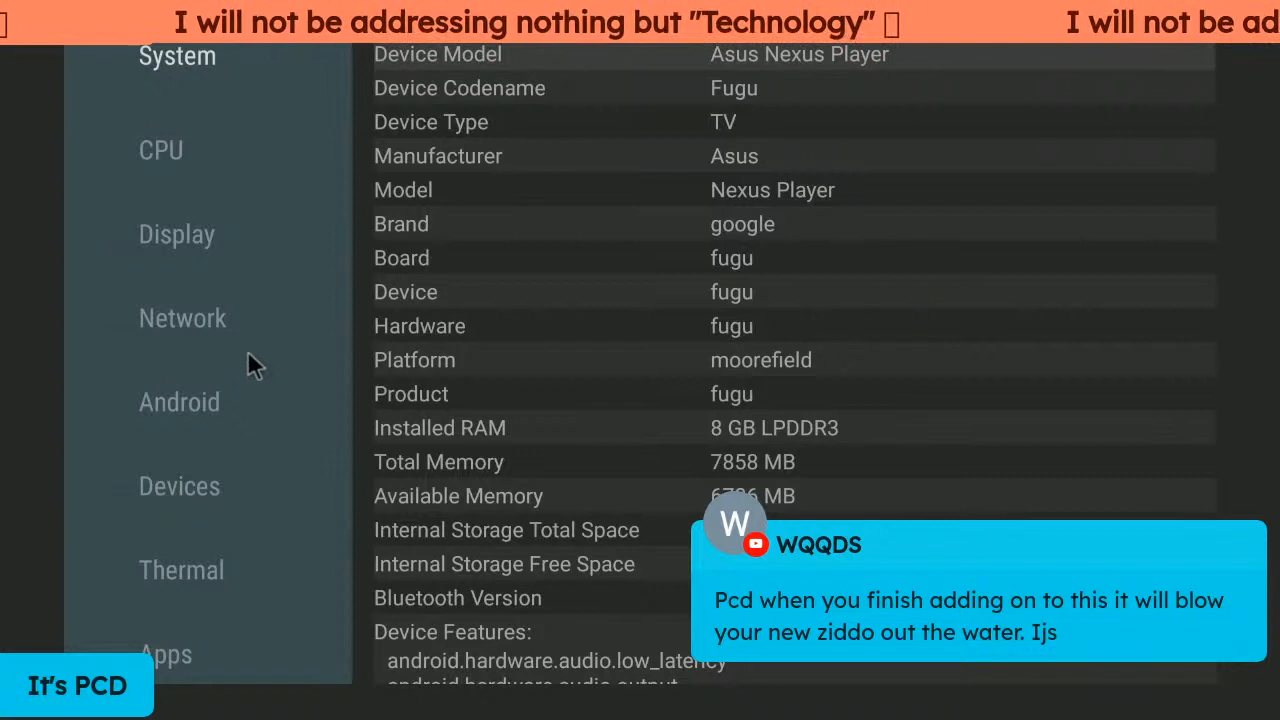 I will not be addressing nothing but "Technology" I will not be ad
System
CPU
Display
Network
Android
Devices
Thermal
Apps
Device Model Asus Nexus Player
Device Codename Fugu
Device Type TV
Manufacturer Asus
Model Nexus Player
Brand google
Board fugu
Device fugu
Hardware fugu
Platform moorefield
Product fugu
Installed RAM 8 GB LPDDR3
Total Memory 7858 MB
Available Memory MB
Internal Storage Total Space
Internal Storage Free Space
Bluetooth Version
Device Features:
android.hardware.audio.low_latency
android.hardware.audio.output
W
WQQDS
Pcd when you finish adding on to this it will blow
your new ziddo out the water. Ijs
It's PCD